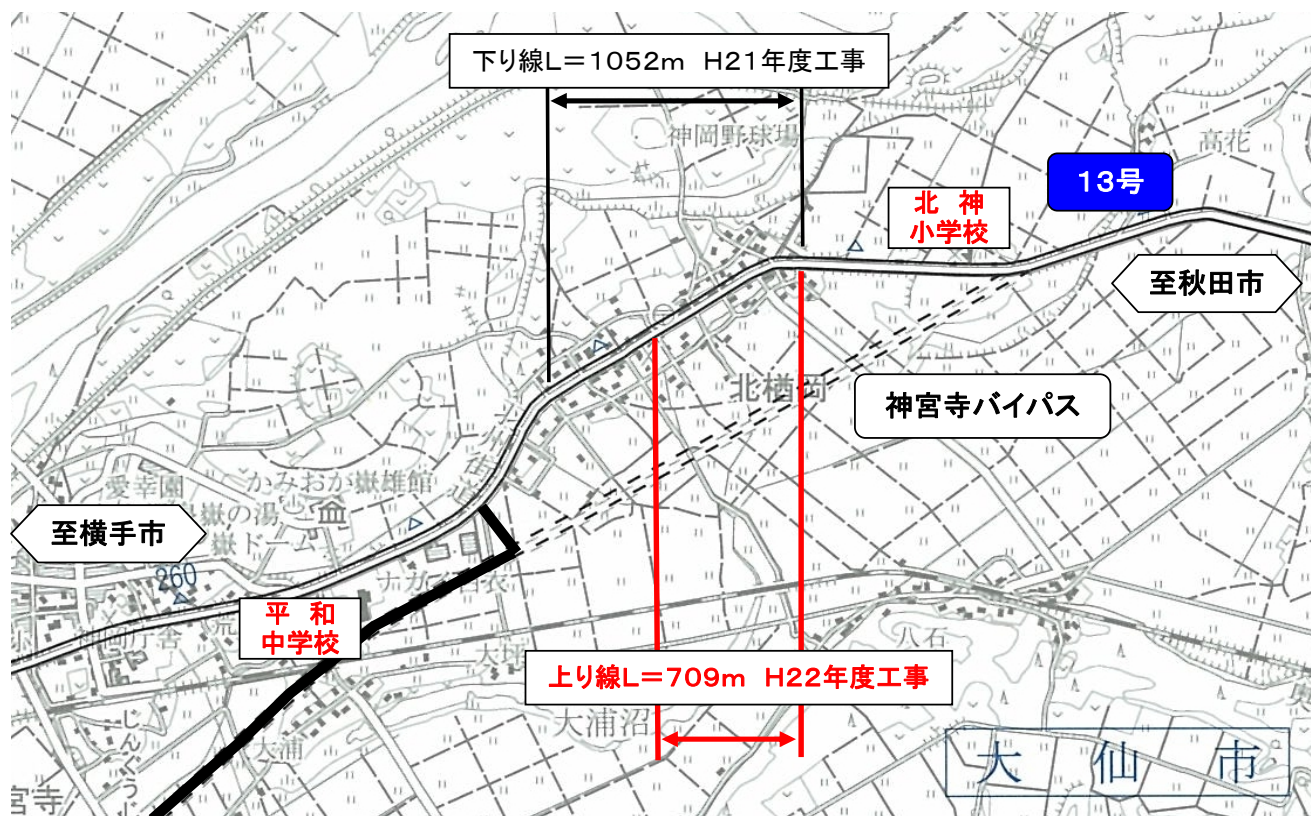 下り線L=1052m H21年度工事
神岡野球場
高花
13号
北 神
小学校
至秋田市
北楢岡
神宮寺バイパス
愛幸園
かみおか嶽雄館
嶽の湯
嶽ドーム
至横手市
260
平 和
中学校
大坪
八石
上り線L=709m H22年度工事
大浦沼
大浦
大仙市
宮寺